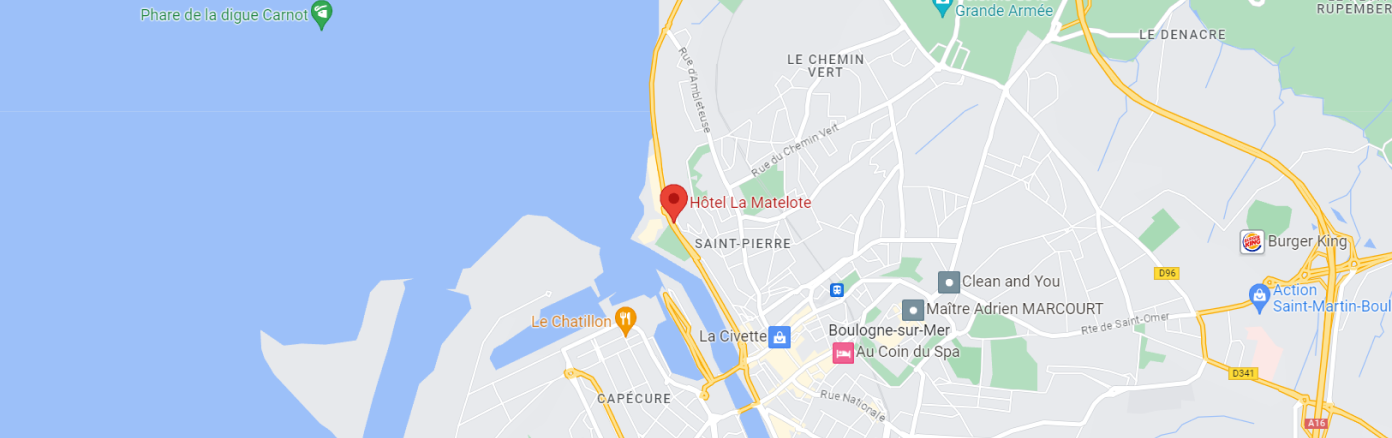 Phare de la digue Carnot
Grande Armée
LE DENACRE
LE CHEMIN
VERT
Rue d'Ambleteuse
Rue du Chemin Vert
Hôtel La Matelote
SAINT-PIERRE
BURGER KING
Burger King
D96
Clean and You
Action
Saint-Martin-Boul
Maître Adrien MARCOURT
Le Chatillon
Rte de Saint-Omer
Boulogne-sur-Mer
La Civette
Au Coin du Spa
D341
CAPÉCURE
Rue Nationale
A16